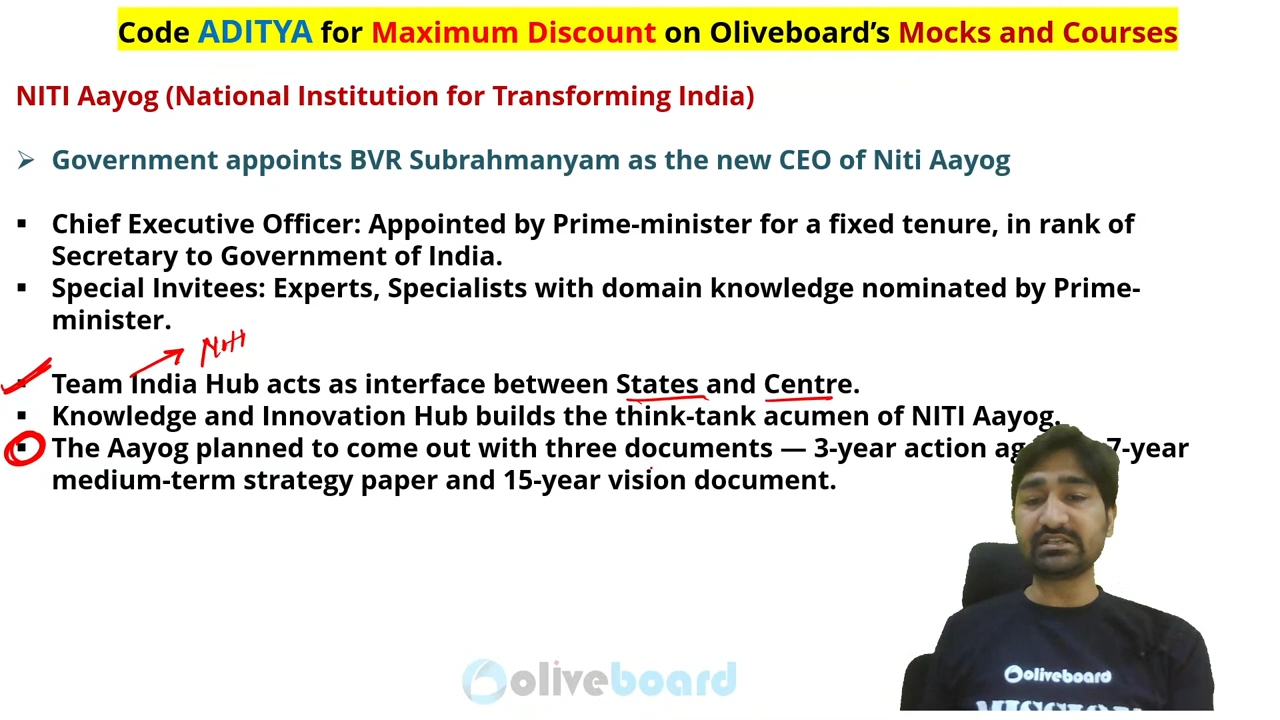 Code ADITYA for Maximum Discount on Oliveboard’s Mocks and Courses
NITI Aayog (National Institution for Transforming India)
➢ Government appoints BVR Subrahmanyam as the new CEO of Niti Aayog
▪ Chief Executive Officer: Appointed by Prime-minister for a fixed tenure, in rank of
Secretary to Government of India.
▪ Special Invitees: Experts, Specialists with domain knowledge nominated by Prime-
minister.
Niti
▪ Team India Hub acts as interface between States and Centre.
▪ Knowledge and Innovation Hub builds the think-tank acumen of NITI Aayog.
▪ The Aayog planned to come out with three documents — 3-year action 7-year
medium-term strategy paper and 15-year vision document.
oliveboard
oliveboard